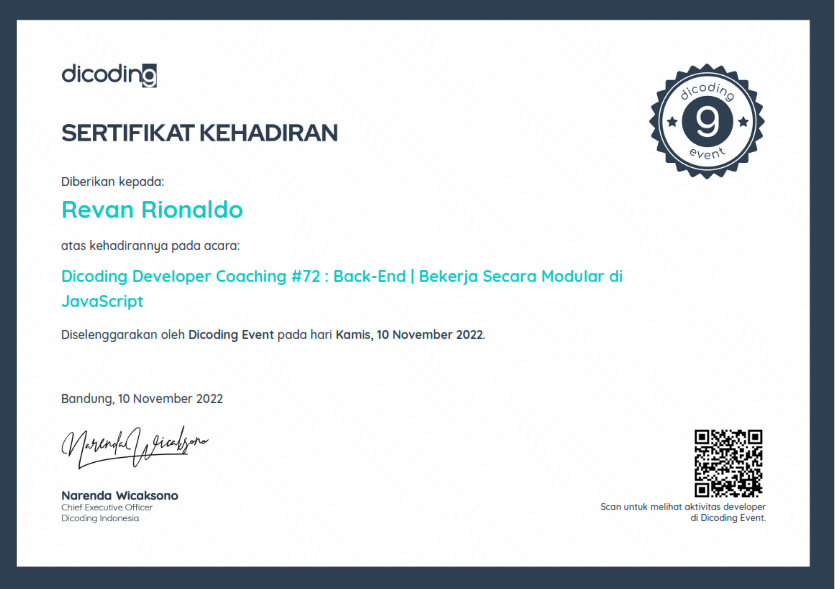 dicoding
dicoding
9
event
SERTIFIKAT KEHADIRAN
Diberikan kepada:
Revan Rionaldo
atas kehadirannya pada acara:
Dicoding Developer Coaching #72 : Back-End | Bekerja Secara Modular di
JavaScript
Diselenggarakan oleh Dicoding Event pada hari Kamis, 10 November 2022.
Bandung, 10 November 2022
Narenda Wicaksono
Narenda Wicaksono
Chief Executive Officer
Dicoding Indonesia
Scan untuk melihat aktivitas developer
di Dicoding Event.